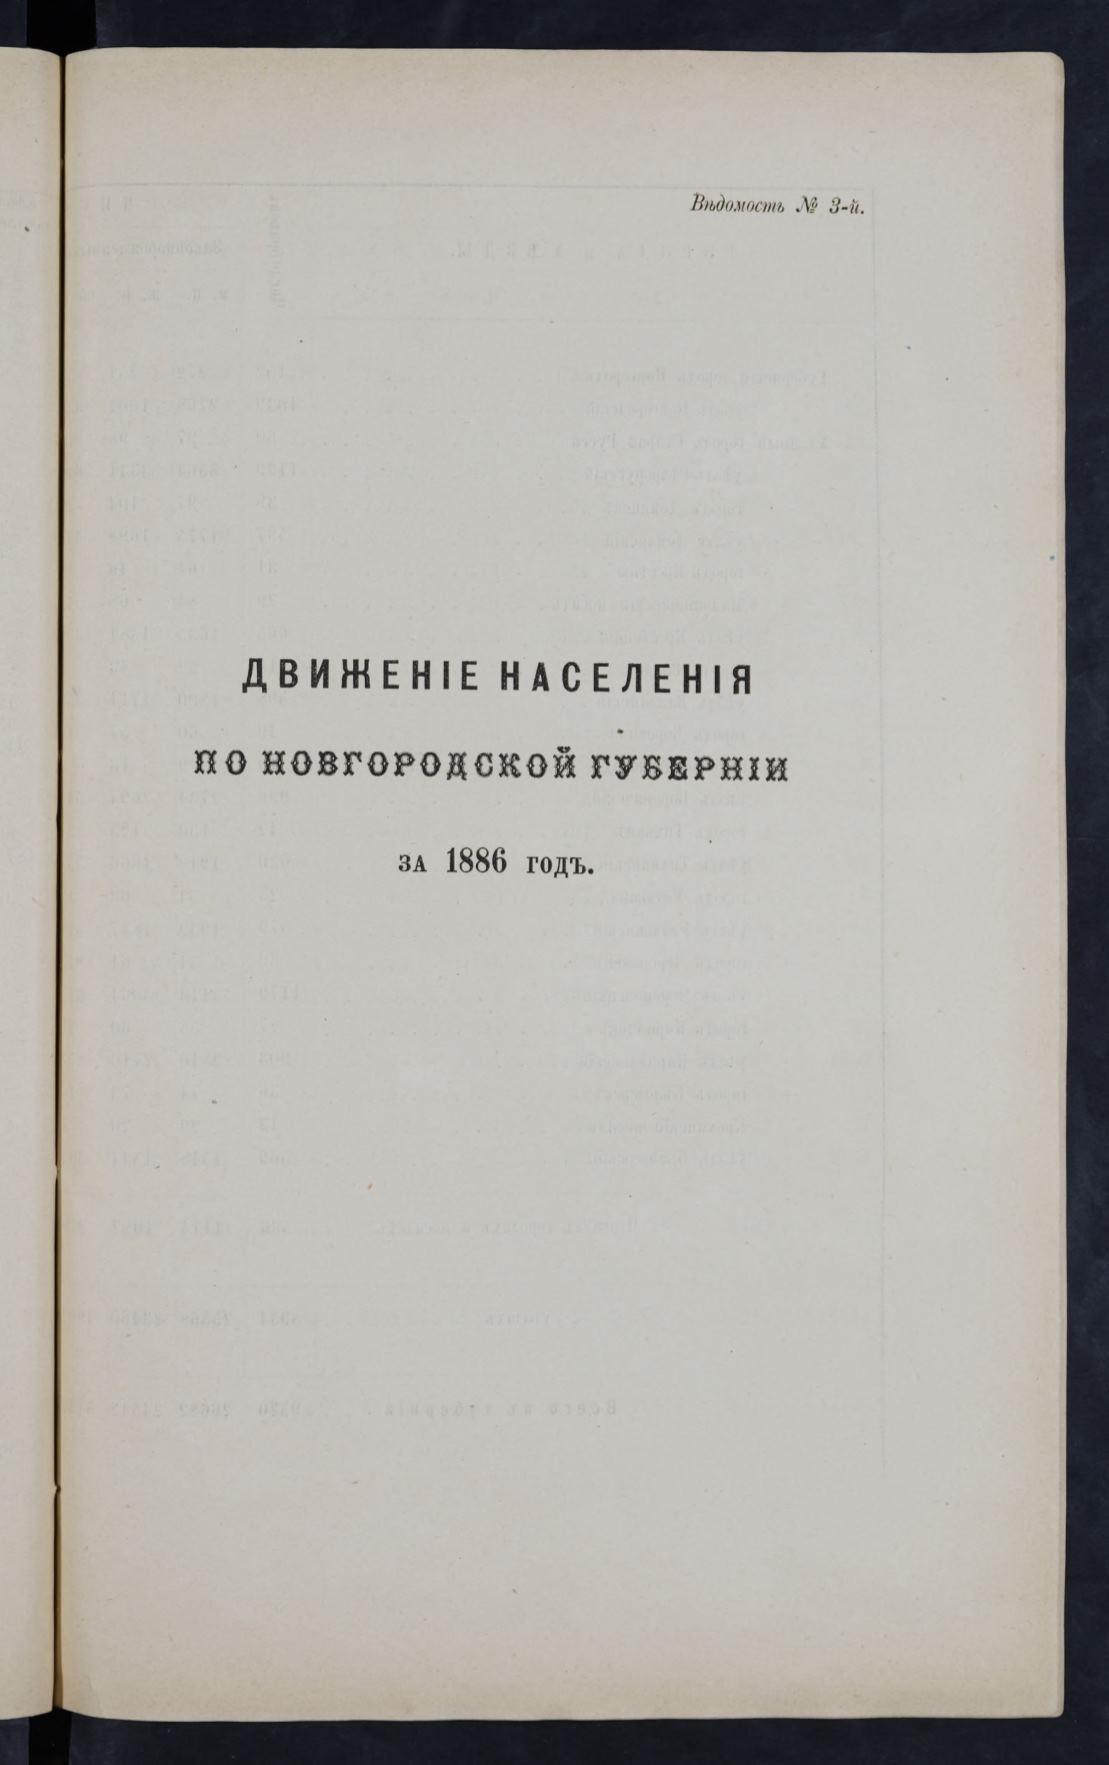 Вѣдомость № 3-й.
ДВИЖЕНІЕ НАСЕЛЕНІЯ
ПО НОВГОРОДСКОЙ ГУБЕРНІИ
ЗА 1886 ГОДЪ.